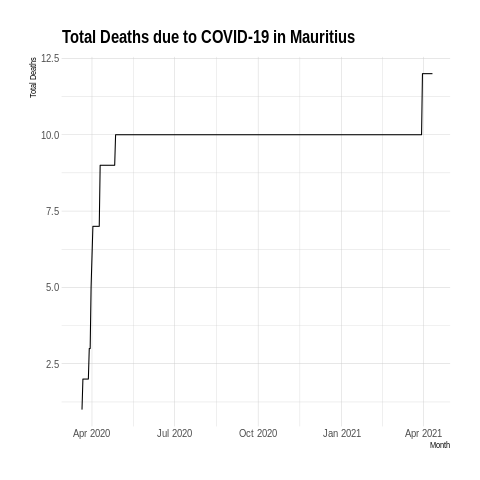 Total Deaths due to COVID-19 in Mauritius
Total Deaths
12.5
10.0
7.5
5.0
2.5
Apr 2020 Jul 2020 Oct 2020 Jan 2021 Apr 2021
Month